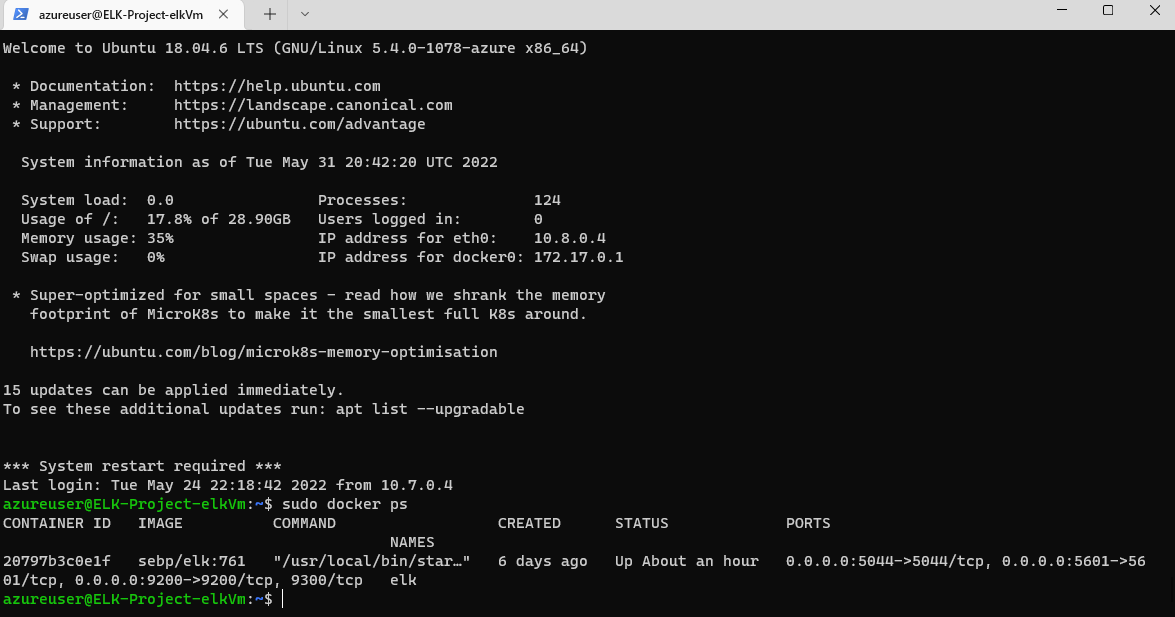 azureuser@ELK-Project-elkVm
Welcome to Ubuntu 18.04.6 LTS (GNU/Linux 5.4.0-1078-azure x86_64)
* Documentation:  https://help.ubuntu.com
* Management:     https://landscape.canonical.com
* Support:        https://ubuntu.com/advantage
System information as of Tue May 31 20:42:20 UTC 2022
System load:  0.0                Processes:              124
Usage of /:   17.8% of 28.90GB   Users logged in:        0
Memory usage: 35%                IP address for eth0:    10.8.0.4
Swap usage:   0%                 IP address for docker0: 172.17.0.1
* Super-optimized for small spaces - read how we shrank the memory
footprint of MicroK8s to make it the smallest full K8s around.
https://ubuntu.com/blog/microk8s-memory-optimisation
15 updates can be applied immediately.
To see these additional updates run: apt list --upgradable
*** System restart required ***
Last login: Tue May 24 22:18:42 2022 from 10.7.0.4
azureuser@ELK-Project-elkVm:~$ sudo docker ps
CONTAINER ID   IMAGE          COMMAND                  CREATED      STATUS             PORTS
NAMES
20797b3c0e1f   sebp/elk:761   "/usr/local/bin/star…"   6 days ago   Up About an hour   0.0.0.0:5044->5044/tcp, 0.0.0.0:5601->56
01/tcp, 0.0.0.0:9200->9200/tcp, 9300/tcp   elk
azureuser@ELK-Project-elkVm:~$